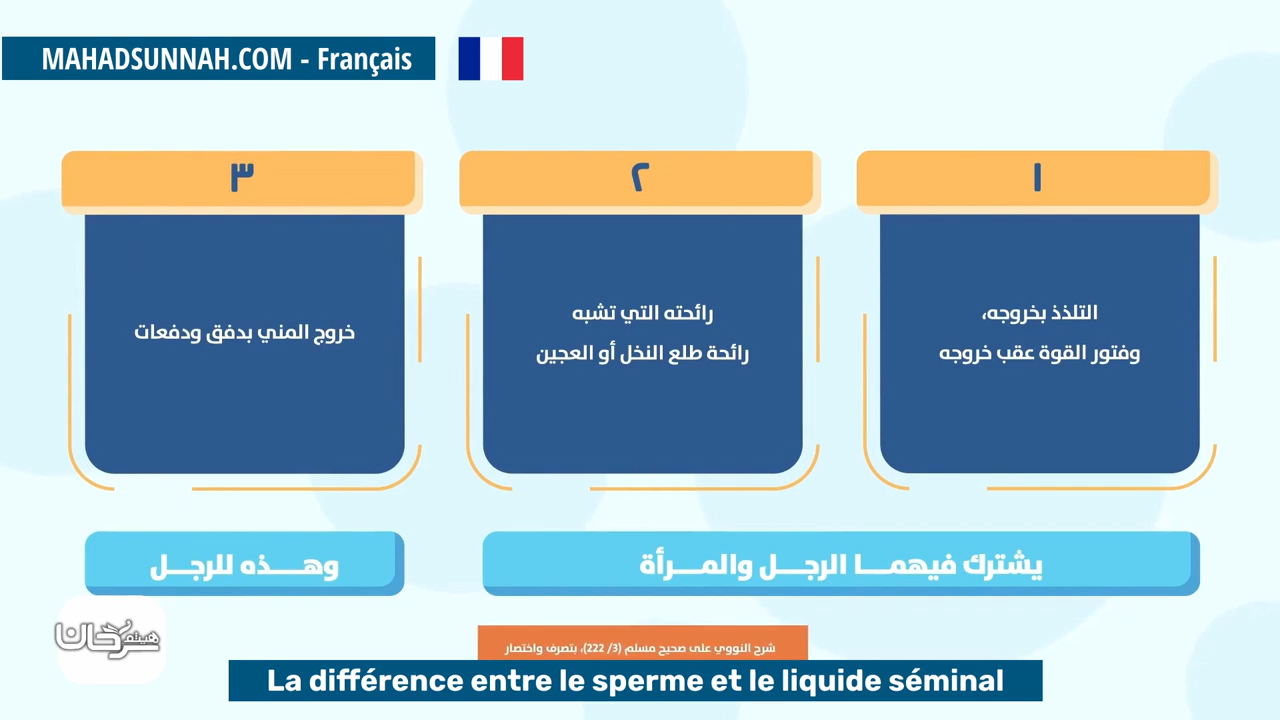 MAHADSUNNAH.COM - Français
١
التلذذ بخروجه،
وفتور القوة عقب خروجه
٢
رائحته التي تشبه
رائحة طلع النخل أو العجين
٣
خروج المني بدفق ودفعات
يشترك فيهمـــا الرجـــل والمـــرأة
وهـــذه للرجـــل
هيثم سرحان
شرح النووي على صحيح مسلم (3/ 222)، بتصرف واختصار
La différence entre le sperme et le liquide séminal